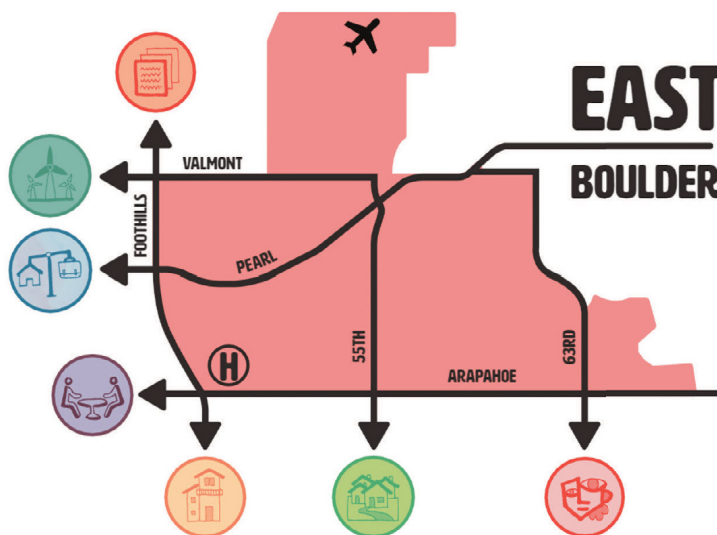 EAST
BOULDER
VALMONT
FOOTHILLS
PEARL
H
55TH
63RD
ARAPAHOE